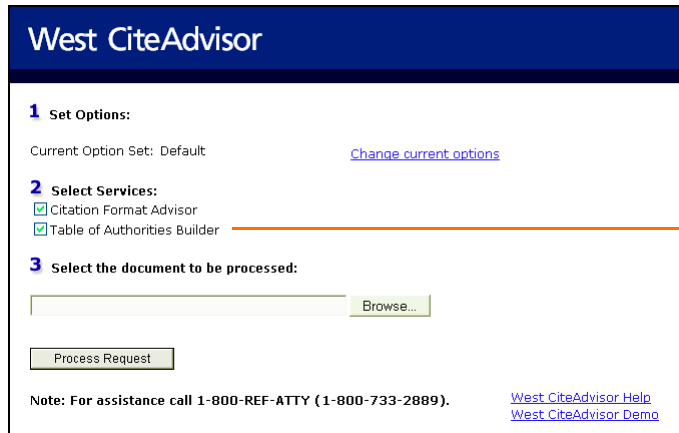 West CiteAdvisor
1 Set Options:
Current Option Set: Default Change current options
2 Select Services:
Citation Format Advisor
Table of Authorities Builder
3 Select the document to be processed:
Browse...
Process Request
Note: For assistance call 1-800-REF-ATTY (1-800-733-2889). West CiteAdvisor Help
West CiteAdvisor Demo